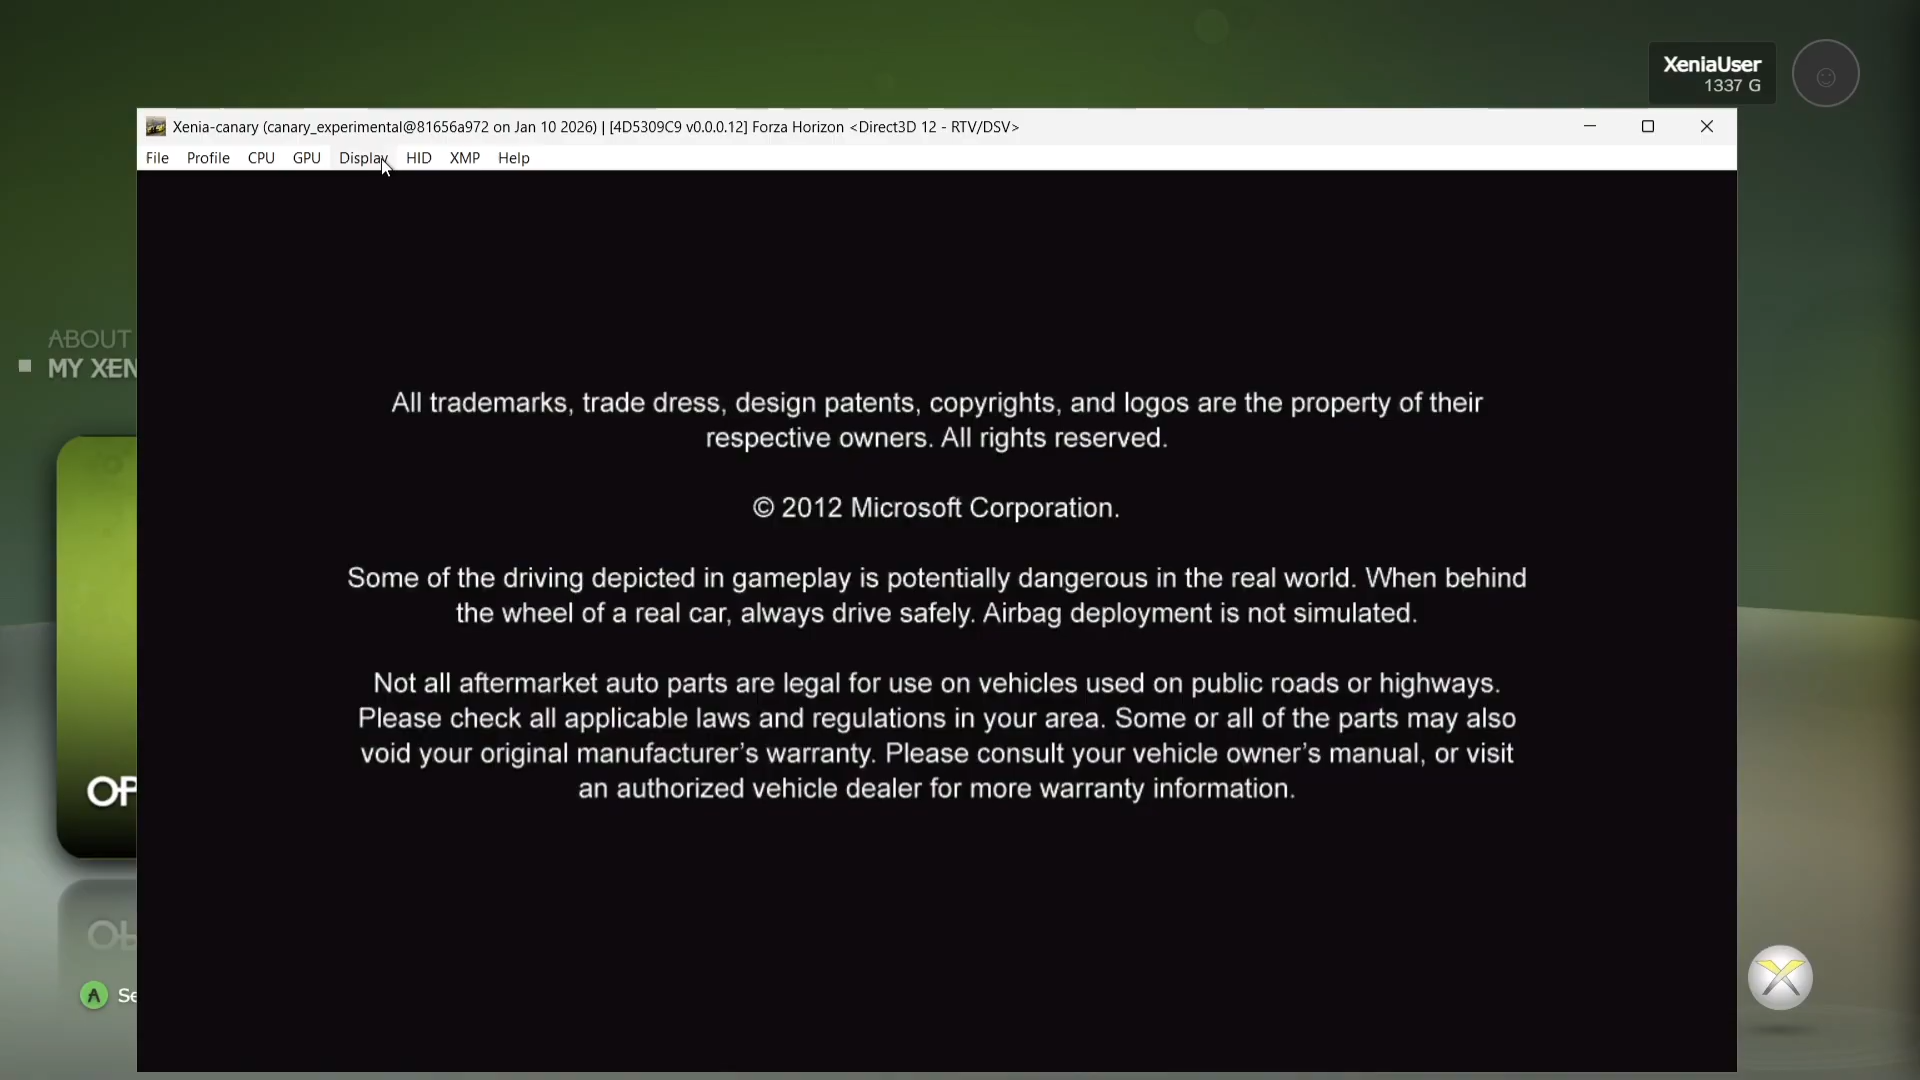 XeniaUser
1337 G
Xenia-canary (canary_experimental@81656a972 on Jan 10 2026) | [4D5309C9 v0.0.0.12] Forza Horizon <Direct3D 12 - RTV/DSV>
File Profile CPU GPU Display HID XMP Help
ABOUT
MY XEN
All trademarks, trade dress, design patents, copyrights, and logos are the property of their
respective owners. All rights reserved.
© 2012 Microsoft Corporation.
Some of the driving depicted in gameplay is potentially dangerous in the real world. When behind
the wheel of a real car, always drive safely. Airbag deployment is not simulated.
Not all aftermarket auto parts are legal for use on vehicles used on public roads or highways.
Please check all applicable laws and regulations in your area. Some or all of the parts may also
void your original manufacturer’s warranty. Please consult your vehicle owner’s manual, or visit
an authorized vehicle dealer for more warranty information.
OP
A Se